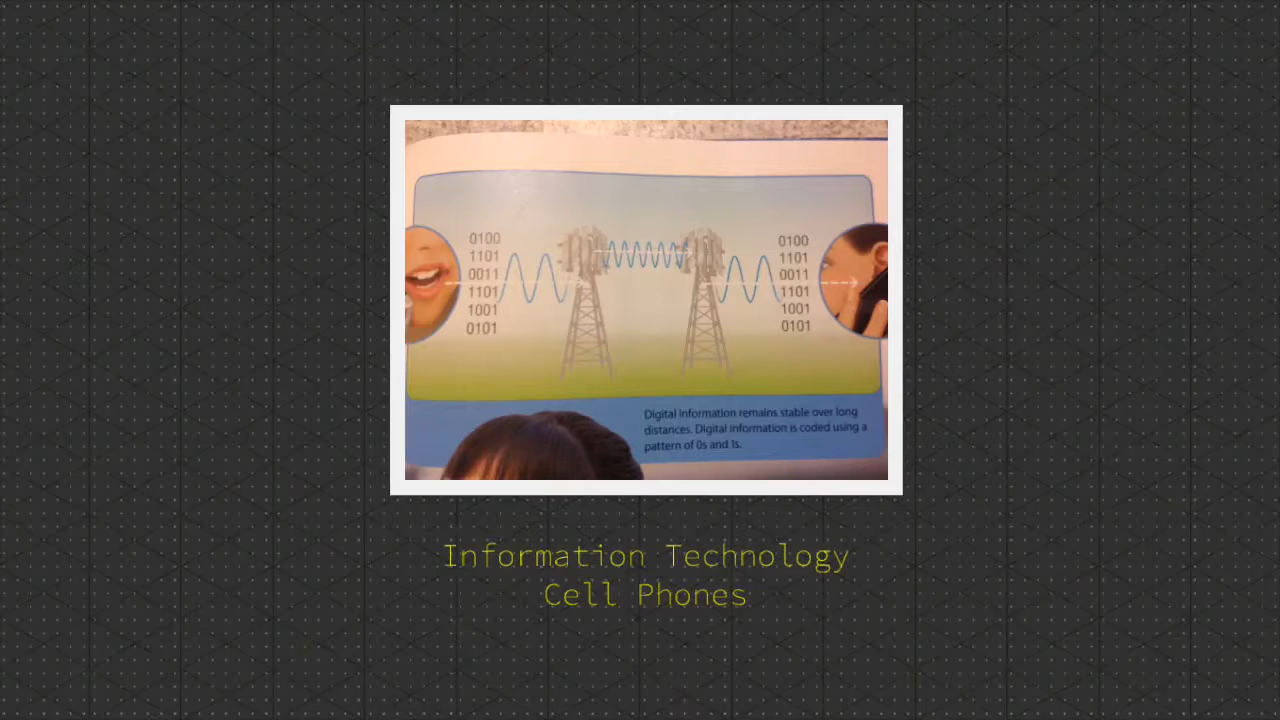 0100 0100
1101 1101
0011 0011
1101 1101
1001 1001
0101 0101
Digital information remains stable over long
distances. Digital information is coded using a
pattern of 0s and 1s.
Information Technology
Cell Phones